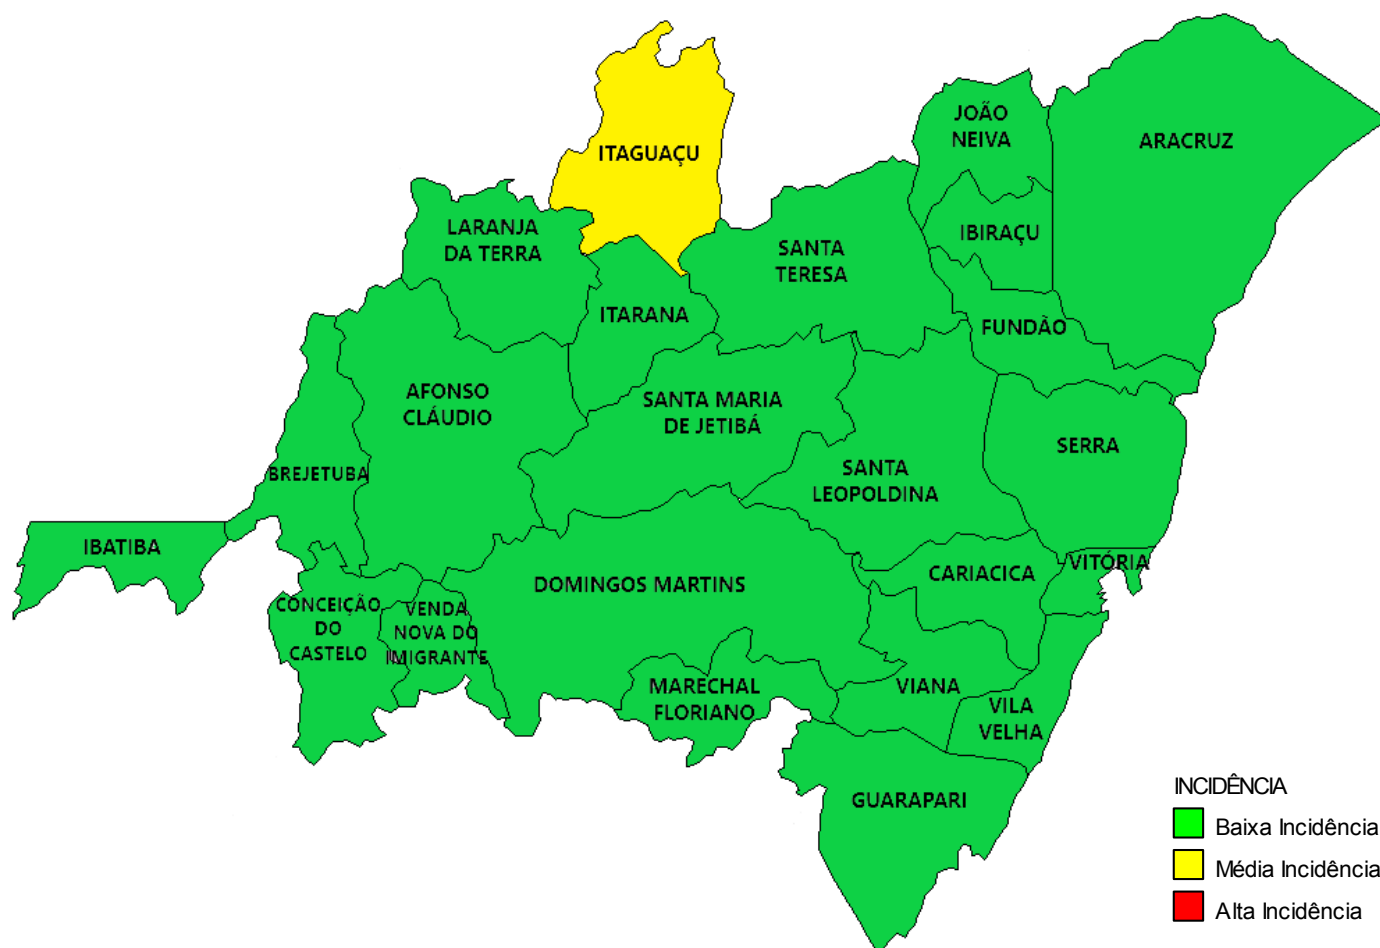 JOÃO
NEIVA
ARACRUZ
ITAGUAÇU
LARANJA
DA TERRA
SANTA
TERESA
IBIRAÇU
ITARANA
FUNDÃO
AFONSO
CLÁUDIO
SANTA MARIA
DE JETIBÁ
SERRA
BREJETUBA
SANTA
LEOPOLDINA
IBATIBA
DOMINGOS MARTINS
CARIACICA
VITÓRIA
CONCEIÇÃO
DO
CASTELO
VENDA
NOVA DO
IMIGRANTE
MARECHAL
FLORIANO
VIANA
VILA
VELHA
GUARAPARI
INCIDÊNCIA
Baixa Incidência
Média Incidência
Alta Incidência